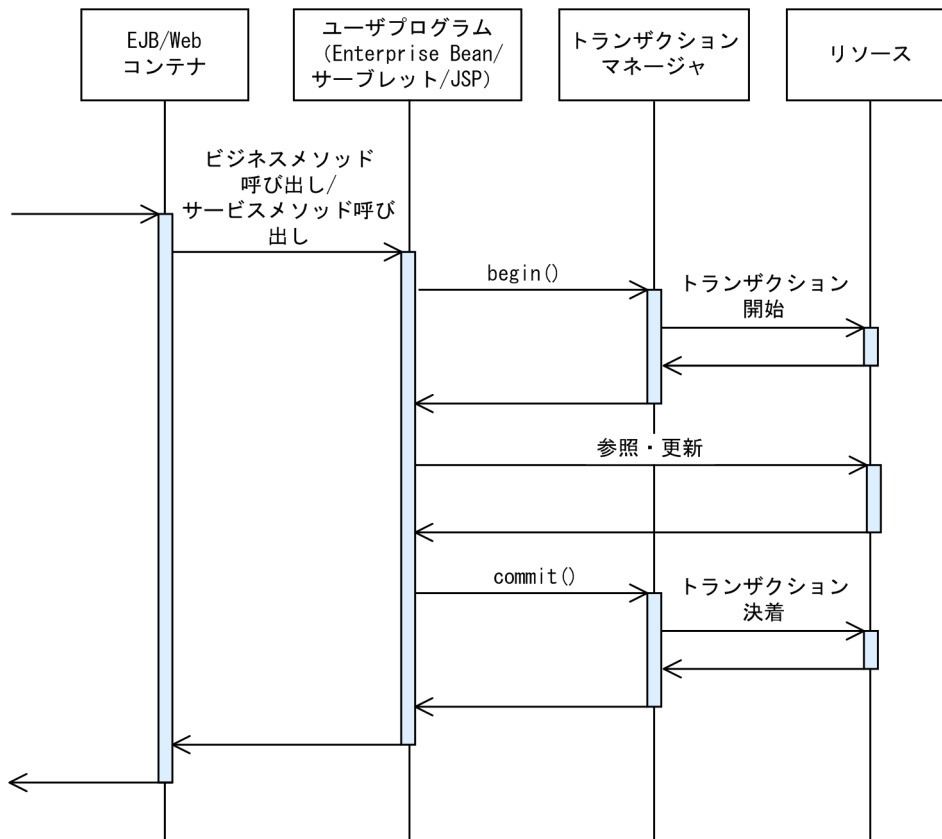 EJB/Web
コンテナ
ユーザプログラム
(Enterprise Bean/
サーブレット/JSP)
トランザクション
マネージャ
リソース
ビジネスメソッド
呼び出し/
サービスメソッド呼び
出し
begin()
トランザクション
開始
参照・更新
commit()
トランザクション
決着